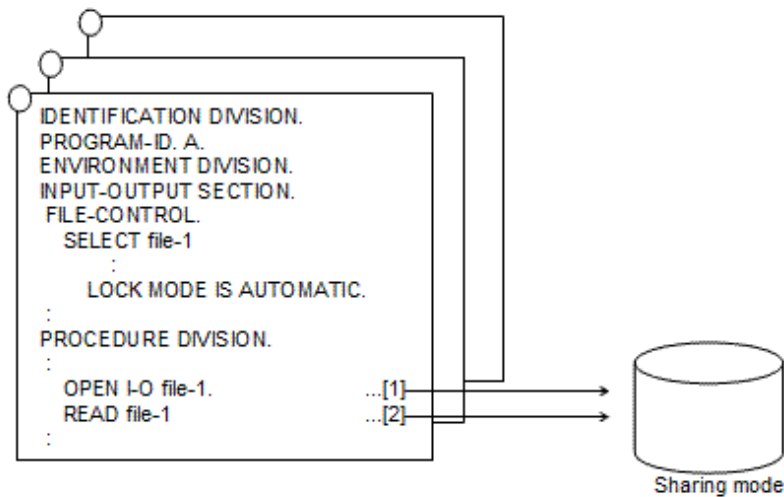 IDENTIFICATION DIVISION.
PROGRAM-ID. A.
ENVIRONMENT DIVISION.
INPUT-OUTPUT SECTION.
FILE-CONTROL.
SELECT file-1
:
LOCK MODE IS AUTOMATIC.
:
PROCEDURE DIVISION.
:
OPEN I-O file-1. ...[1]
READ file-1 ...[2]
:
Sharing mode